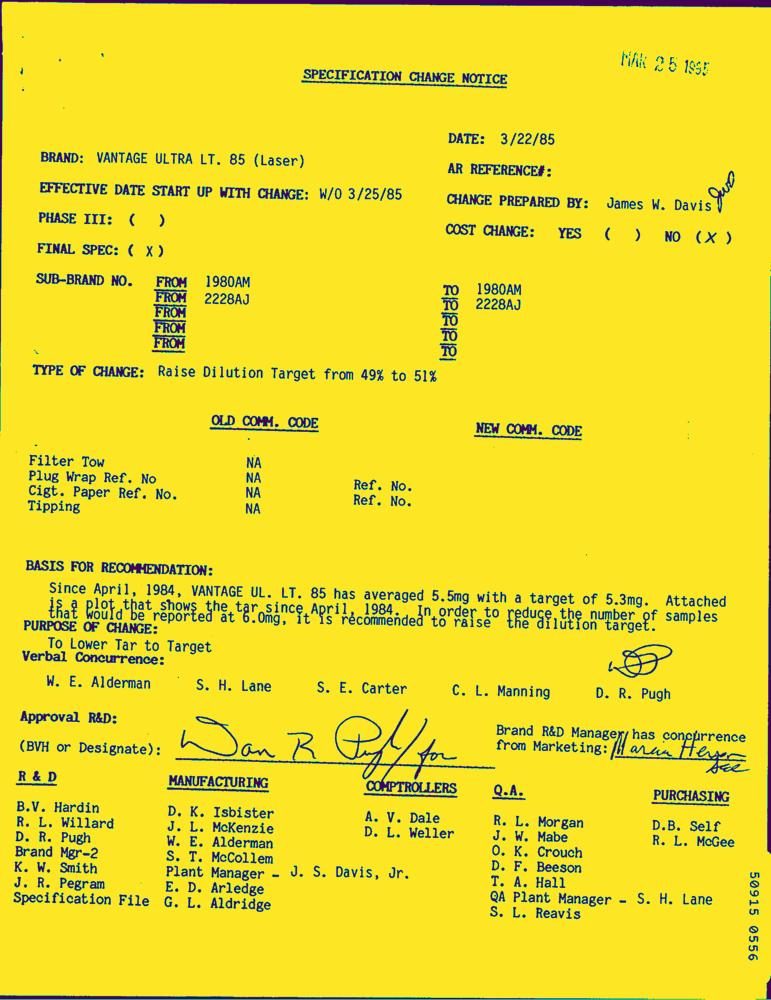 MAR 25 1985
SPECIFICATION CHANGE NOTICE
DATE: 3/22/85
BRAND: VANTAGE ULTRA LT. 85 (Laser)
AR REFERENCE#:
EFFECTIVE DATE START UP WITH CHANGE: W/O 3/25/85
CHANGE PREPARED BY: James W. Davis
PHASE III: ( )
COST CHANGE: YES ( ) NO (X)
FINAL SPEC: ( X )
SUB-BRAND NO. FROM 1980AM TO 1980AM
FROM 2228AJ TO 2228AJ
FROM TO
FROM TO
FROM TO
TYPE OF CHANGE: Raise Dilution Target from 49% to 51%
OLD COMM. CODE NEW COMM. CODE
Filter Tow NA
Plug Wrap Ref. No NA Ref. No.
Cigt. Paper Ref. No. NA Ref. No.
Tipping NA
BASIS FOR RECOMMENDATION:
Since April, 1984, VANTAGE UL. LT. 85 has averaged 5.5mg with a target of 5.3mg. Attached
is a plot that shows the tar since April, 1984. In order to reduce the number of samples
that would be reported at 6.0mg, it is recommended to raise the dilution target.
PURPOSE OF CHANGE:
To Lower Tar to Target
Verbal Concurrence:
W. E. Alderman S. H. Lane S. E. Carter C. L. Manning D. R. Pugh
Approval R&D:
(BVH or Designate): Dan R Pugh / for
Brand R&D Manager has concurrence
from Marketing:
R & D
B.V. Hardin
R. L. Willard
D. R. Pugh
Brand Mgr-2
K. W. Smith
J. R. Pegram
Specification File
MANUFACTURING
D. K. Isbister
J. L. McKenzie
W. E. Alderman
S. T. McCollem
Plant Manager - J. S. Davis, Jr.
E. D. Arledge
G. L. Aldridge
COMPTROLLERS
A. V. Dale
D. L. Weller
Q.A.
R. L. Morgan
J. W. Mabe
O. K. Crouch
D. F. Beeson
T. A. Hall
QA Plant Manager - S. H. Lane
S. L. Reavis
PURCHASING
D.B. Self
R. L. McGee
50915 0556